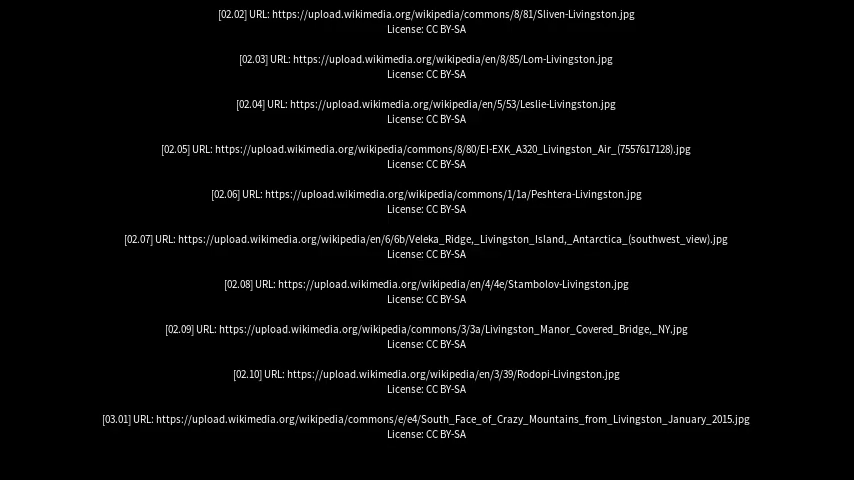 [02.02] URL: https://upload.wikimedia.org/wikipedia/commons/8/81/Sliven-Livingston.jpg
License: CC BY-SA
[02.03] URL: https://upload.wikimedia.org/wikipedia/en/8/85/Lom-Livingston.jpg
License: CC BY-SA
[02.04] URL: https://upload.wikimedia.org/wikipedia/en/5/53/Leslie-Livingston.jpg
License: CC BY-SA
[02.05] URL: https://upload.wikimedia.org/wikipedia/commons/8/80/EI-EXK_A320_Livingston_Air_(7557617128).jpg
License: CC BY-SA
[02.06] URL: https://upload.wikimedia.org/wikipedia/commons/1/1a/Peshtera-Livingston.jpg
License: CC BY-SA
[02.07] URL: https://upload.wikimedia.org/wikipedia/en/6/6b/Veleka_Ridge,_Livingston_Island,_Antarctica_(southwest_view).jpg
License: CC BY-SA
[02.08] URL: https://upload.wikimedia.org/wikipedia/en/4/4e/Stambolov-Livingston.jpg
License: CC BY-SA
[02.09] URL: https://upload.wikimedia.org/wikipedia/commons/3/3a/Livingston_Manor_Covered_Bridge,_NY.jpg
License: CC BY-SA
[02.10] URL: https://upload.wikimedia.org/wikipedia/en/3/39/Rodopi-Livingston.jpg
License: CC BY-SA
[03.01] URL: https://upload.wikimedia.org/wikipedia/commons/e/e4/South_Face_of_Crazy_Mountains_from_Livingston_January_2015.jpg
License: CC BY-SA